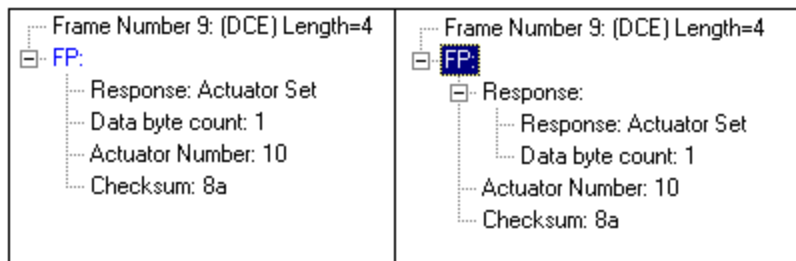 Frame Number 9: (DCE) Length=4
FP:
Response: Actuator Set
Data byte count: 1
Actuator Number: 10
Checksum: 8a
Frame Number 9: (DCE) Length=4
FP:
Response:
Response: Actuator Set
Data byte count: 1
Actuator Number: 10
Checksum: 8a